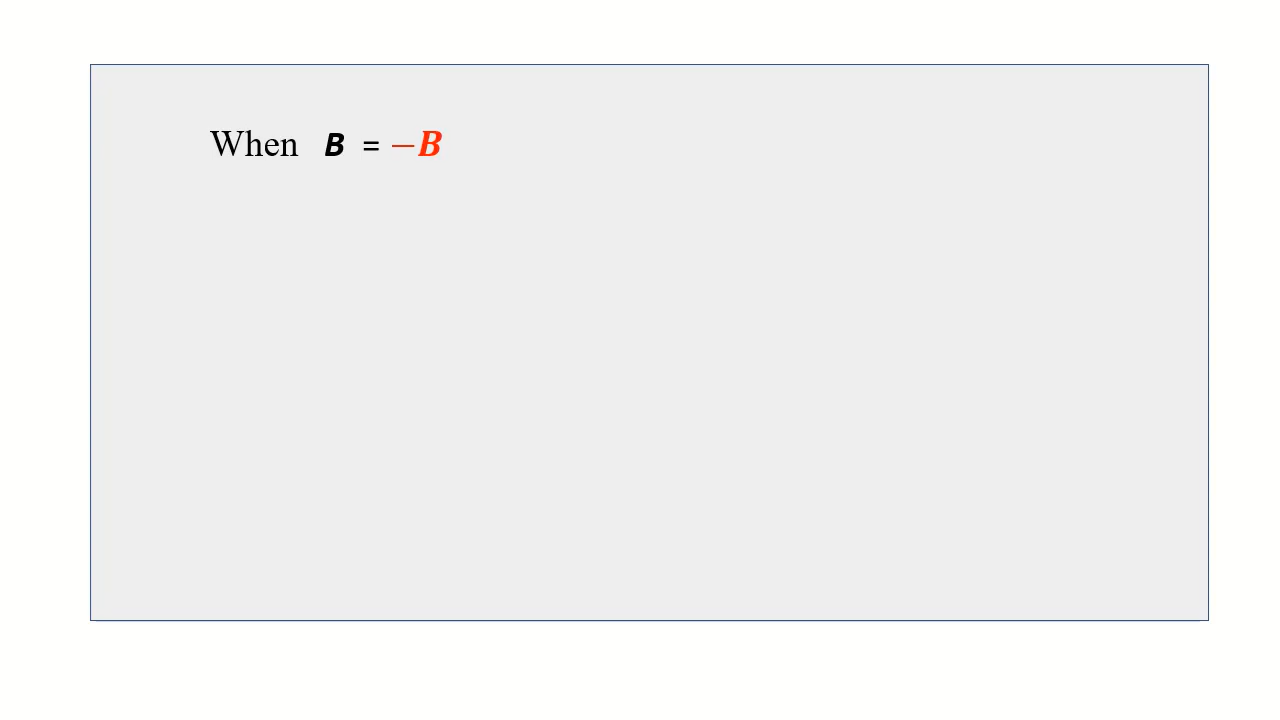 When B = −B